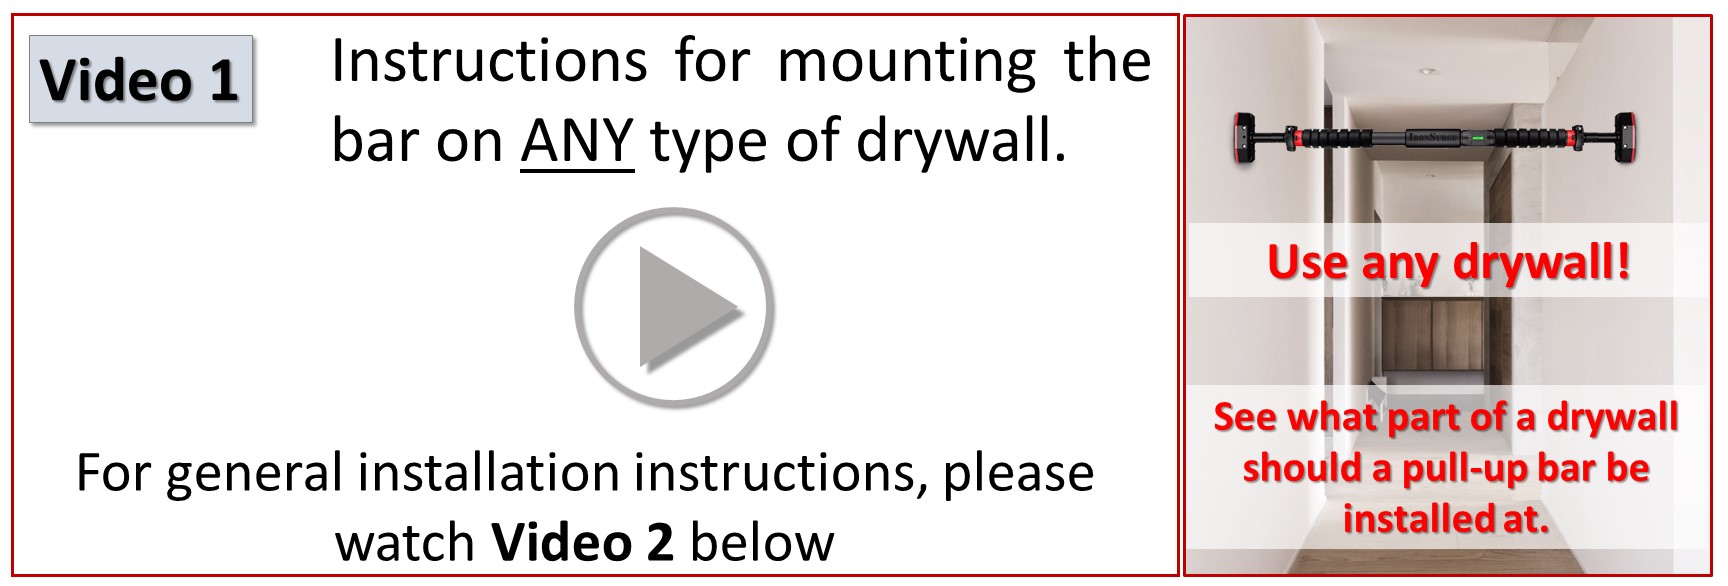 Video 1
Instructions for mounting the
bar on ANY type of drywall.
For general installation instructions, please
watch Video 2 below
Use any drywall!
See what part of a drywall
should a pull-up bar be
installed at.